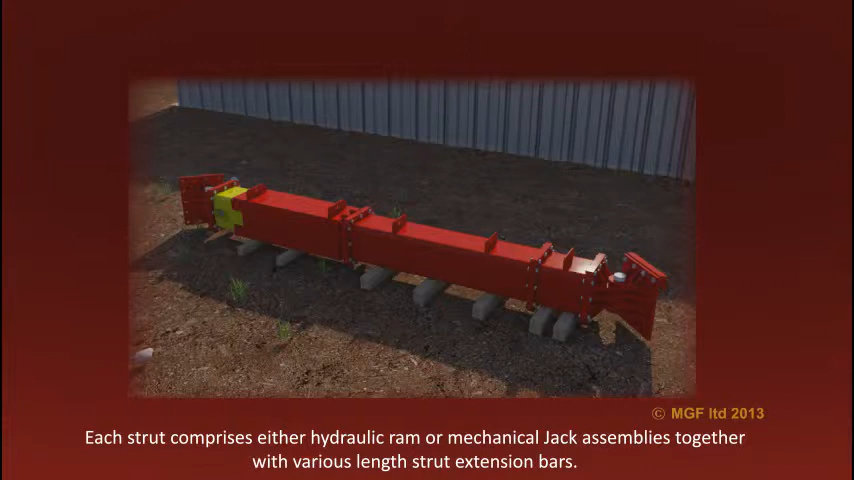 © MGF ltd 2013
Each strut comprises either hydraulic ram or mechanical Jack assemblies together
with various length strut extension bars.